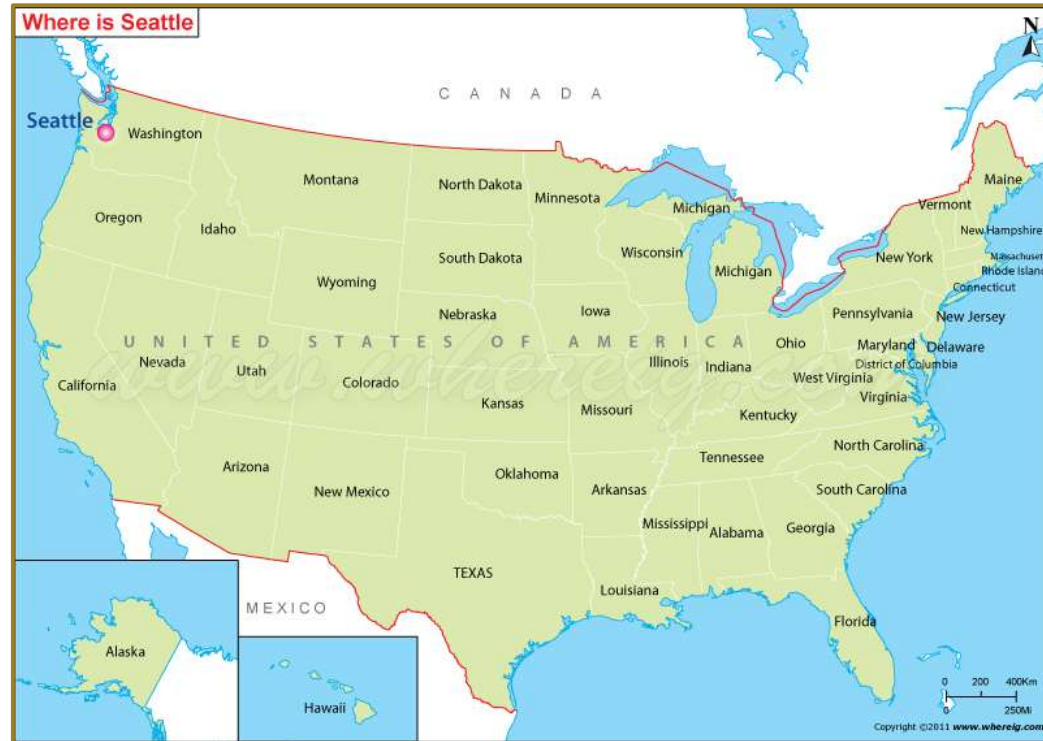 Where is Seattle
N
CANADA
Seattle
Washington
Montana
North Dakota
Minnesota
Michigan
Maine
Vermont
New Hampshire
Oregon
Idaho
Wyoming
South Dakota
Wisconsin
Michigan
New York
Massachuset
Rhode Island
Connecticut
Nebraska
Iowa
Pennsylvania
New Jersey
UNITED STATES OF AMERICA
Nevada
Utah
Colorado
Illinois
Indiana
Ohio
Maryland
Delaware
District of Columbia
West Virginia
Virginia
California
Kansas
Missouri
Kentucky
North Carolina
Arizona
New Mexico
Oklahoma
Arkansas
Tennessee
South Carolina
Mississippi
Alabama
Georgia
TEXAS
Louisiana
Florida
MEXICO
Alaska
Hawaii
0 200 400Km
0 250Mi
Copyright ©2011 www.whereig.com